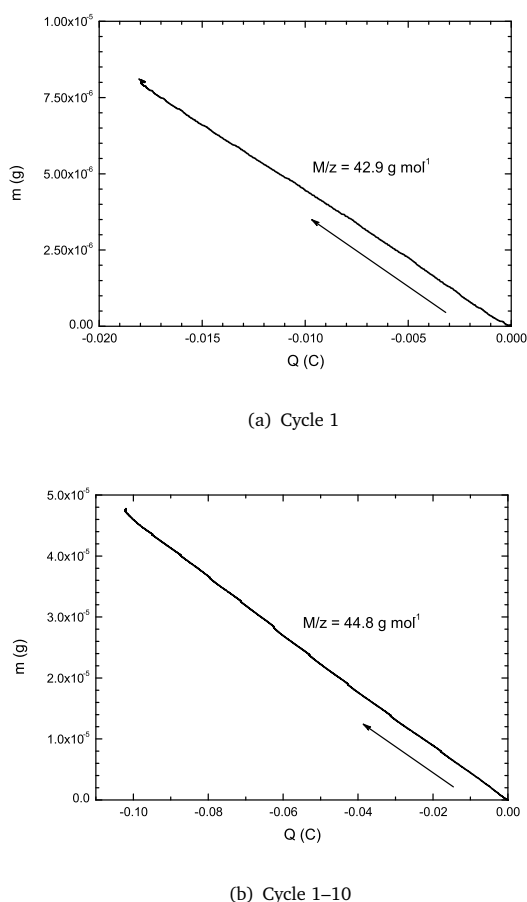 1.00x10⁻⁵
7.50x10⁻⁶
5.00x10⁻⁶
2.50x10⁻⁶
0.00
m (g)
M/z = 42.9 g mol⁻¹
-0.020 -0.015 -0.010 -0.005 0.000
Q (C)
(a) Cycle 1
5.0x10⁻⁵
4.0x10⁻⁵
3.0x10⁻⁵
2.0x10⁻⁵
1.0x10⁻⁵
0.0
m (g)
M/z = 44.8 g mol⁻¹
-0.10 -0.08 -0.06 -0.04 -0.02 0.00
Q (C)
(b) Cycle 1–10